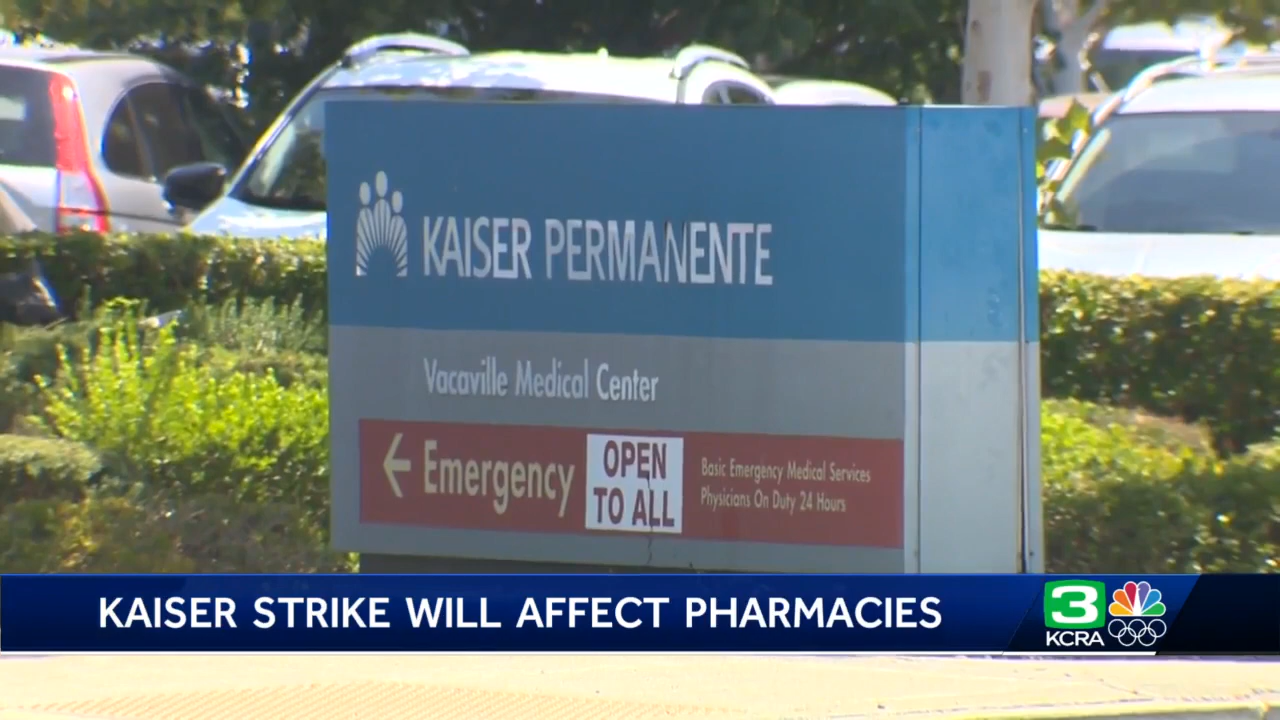 KAISER PERMANENTE
Vacaville Medical Center
Emergency
OPEN
TO ALL
Basic Emergency Medical Services
Physicians On Duty 24 Hours
KAISER STRIKE WILL AFFECT PHARMACIES
3
KCRA